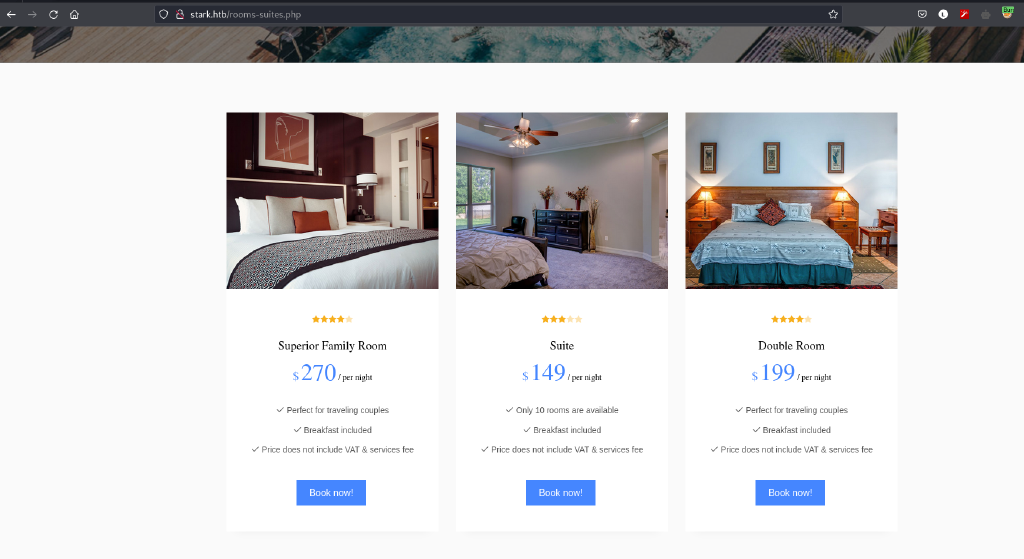 stark.htb/rooms-suites.php
Superior Family Room
$ 270 / per night
Perfect for traveling couples
Breakfast included
Price does not include VAT & services fee
Book now!
Suite
$ 149 / per night
Only 10 rooms are available
Breakfast included
Price does not include VAT & services fee
Book now!
Double Room
$ 199 / per night
Perfect for traveling couples
Breakfast included
Price does not include VAT & services fee
Book now!